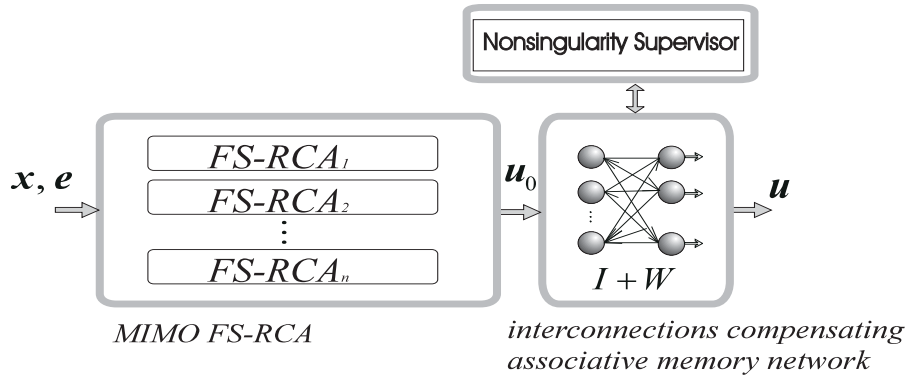 Nonsingularity Supervisor
x, e
FS-RCA₁
FS-RCA₂
⋮
FS-RCAₙ
u₀
⋮
I + W
u
MIMO FS-RCA
interconnections compensating
associative memory network